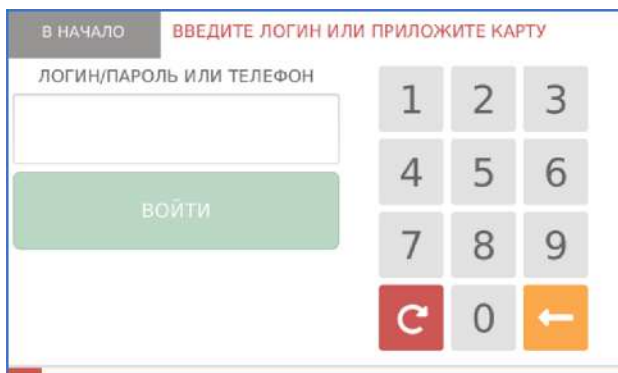 В НАЧАЛО
ВВЕДИТЕ ЛОГИН ИЛИ ПРИЛОЖИТЕ КАРТУ
ЛОГИН/ПАРОЛЬ ИЛИ ТЕЛЕФОН
ВОЙТИ
1 2 3
4 5 6
7 8 9
0